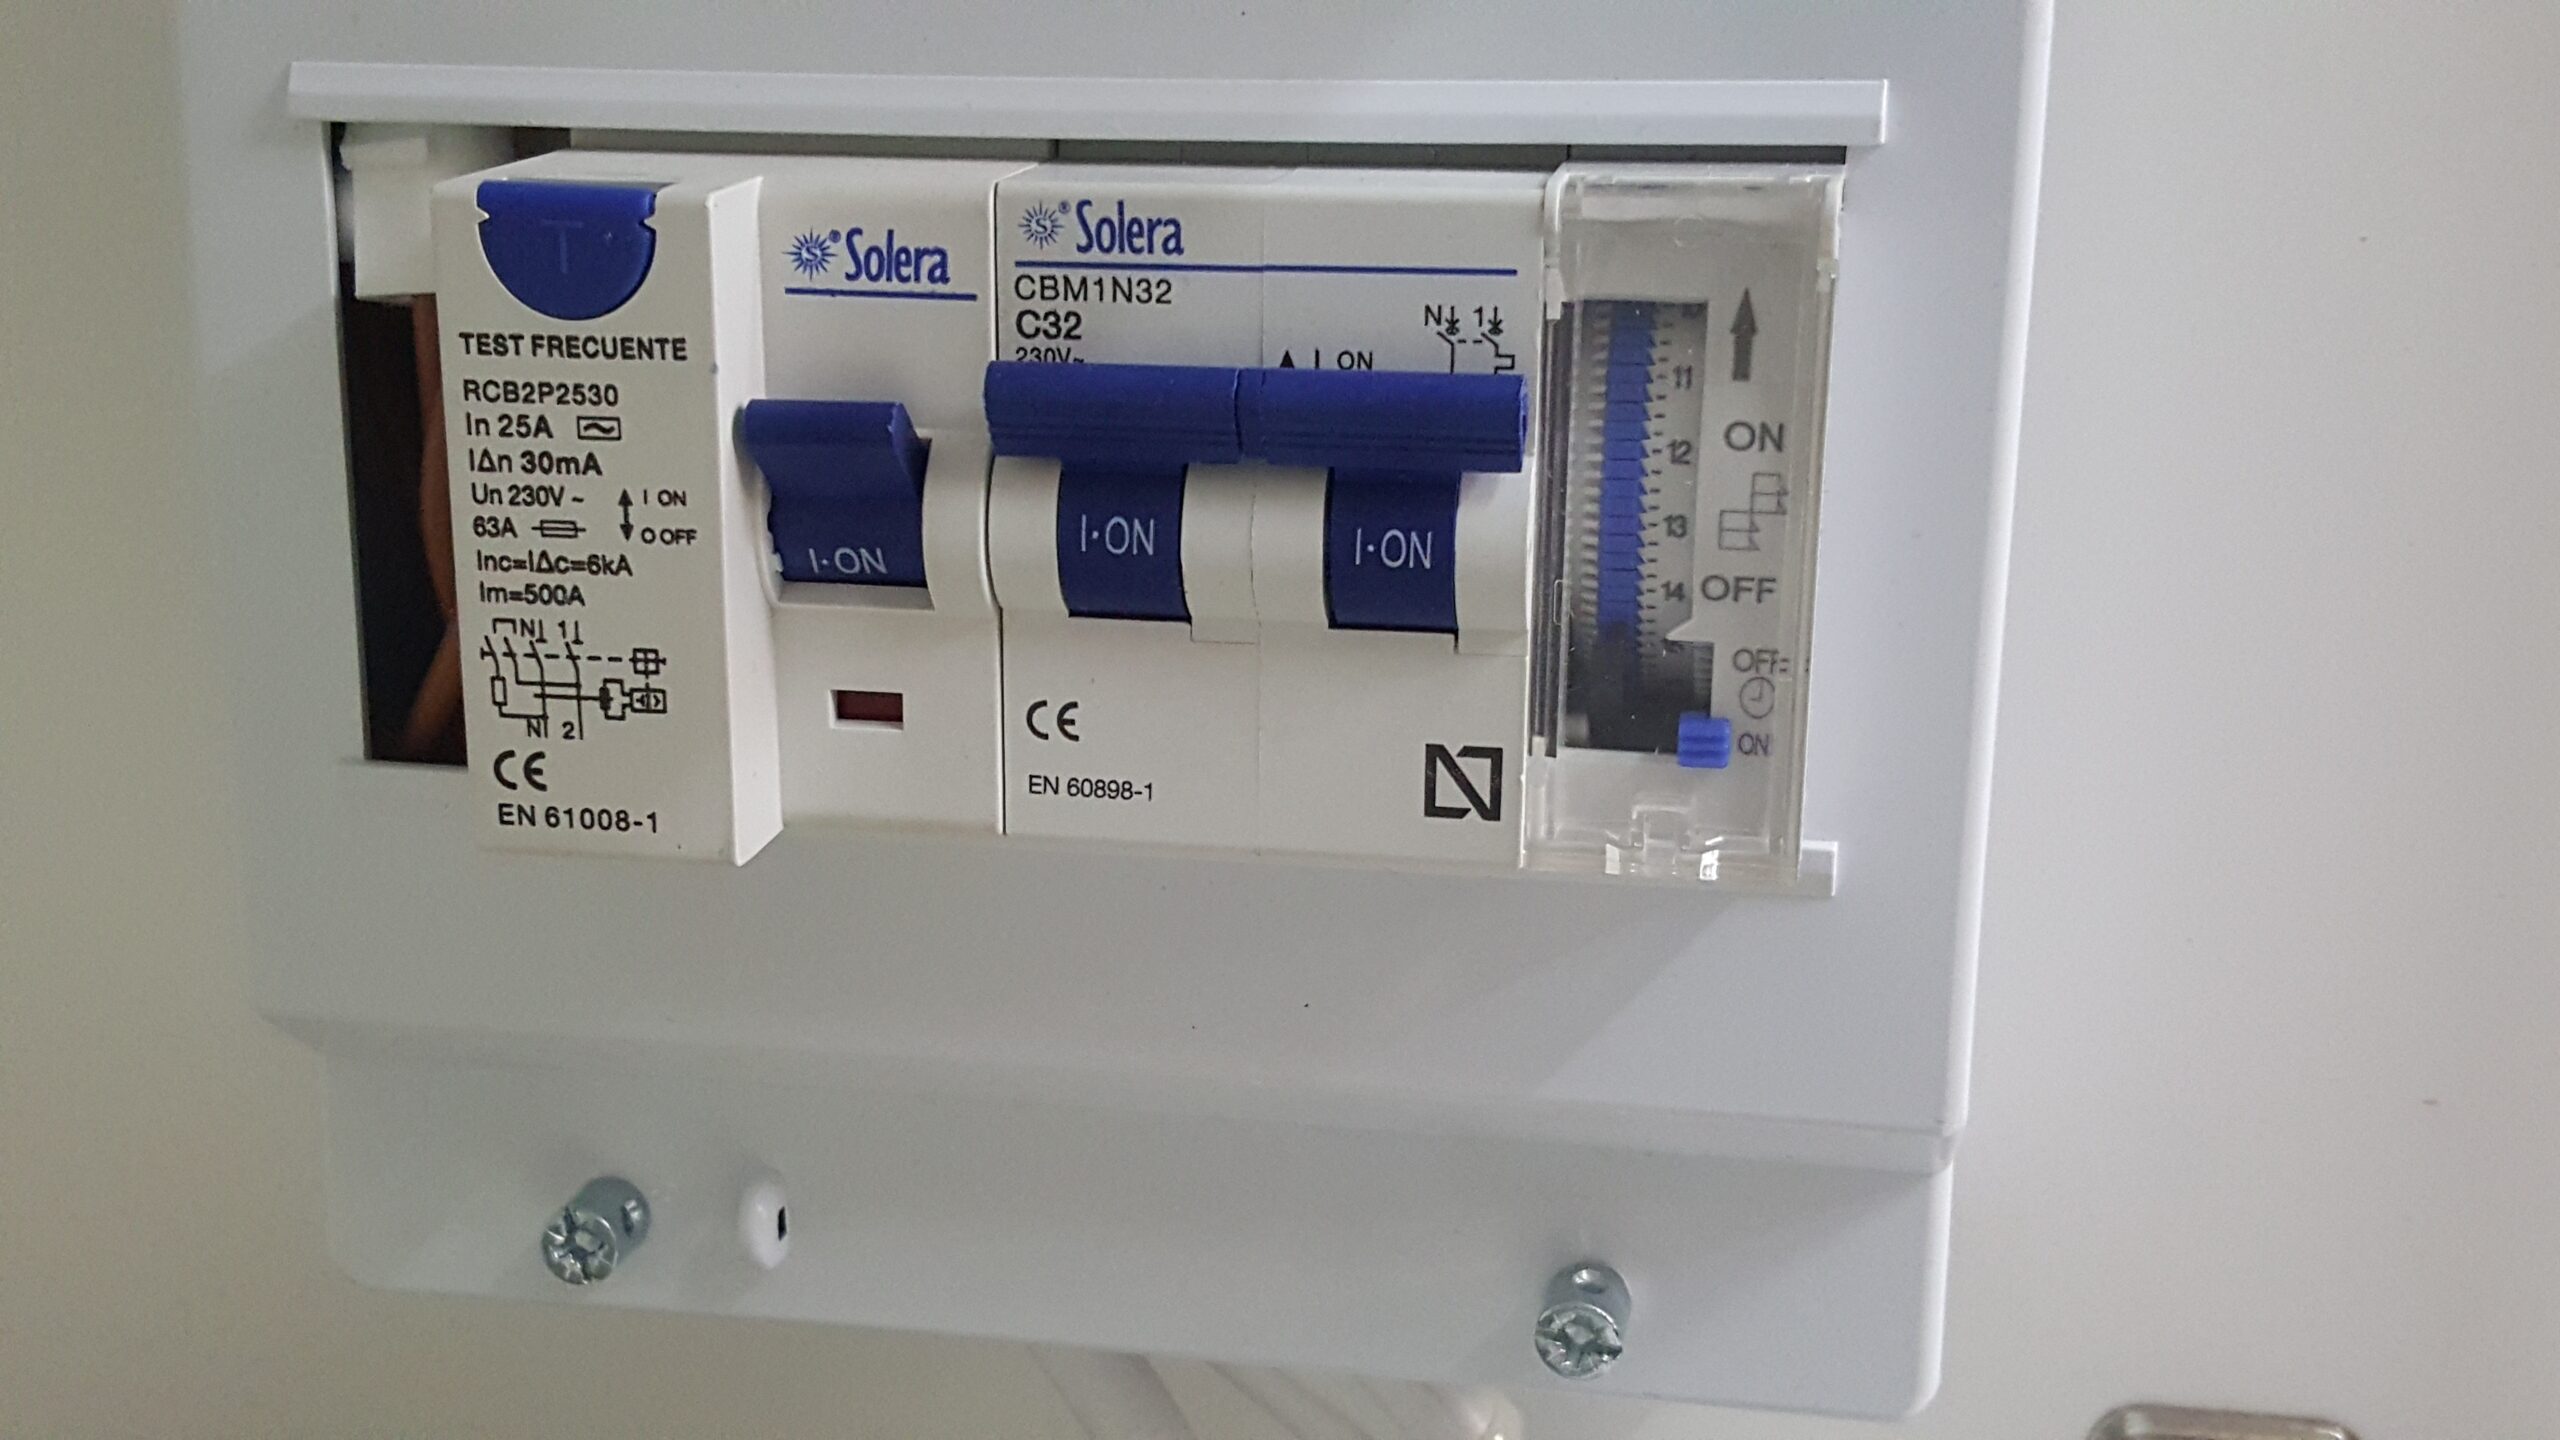 T
TEST FRECUENTE
RCB2P2530
In 25A
I∆n 30mA
Un 230V ~
I ON
63A
O OFF
Inc=I∆c=6kA
Im=500A
N 1
N 2
CE
EN 61008-1
S® Solera
I·ON
S® Solera
CBM1N32
C32
230V~
I ON
N 1
I·ON
I·ON
CE
EN 60898-1
11
12
13
14
ON
OFF
OFF
ON